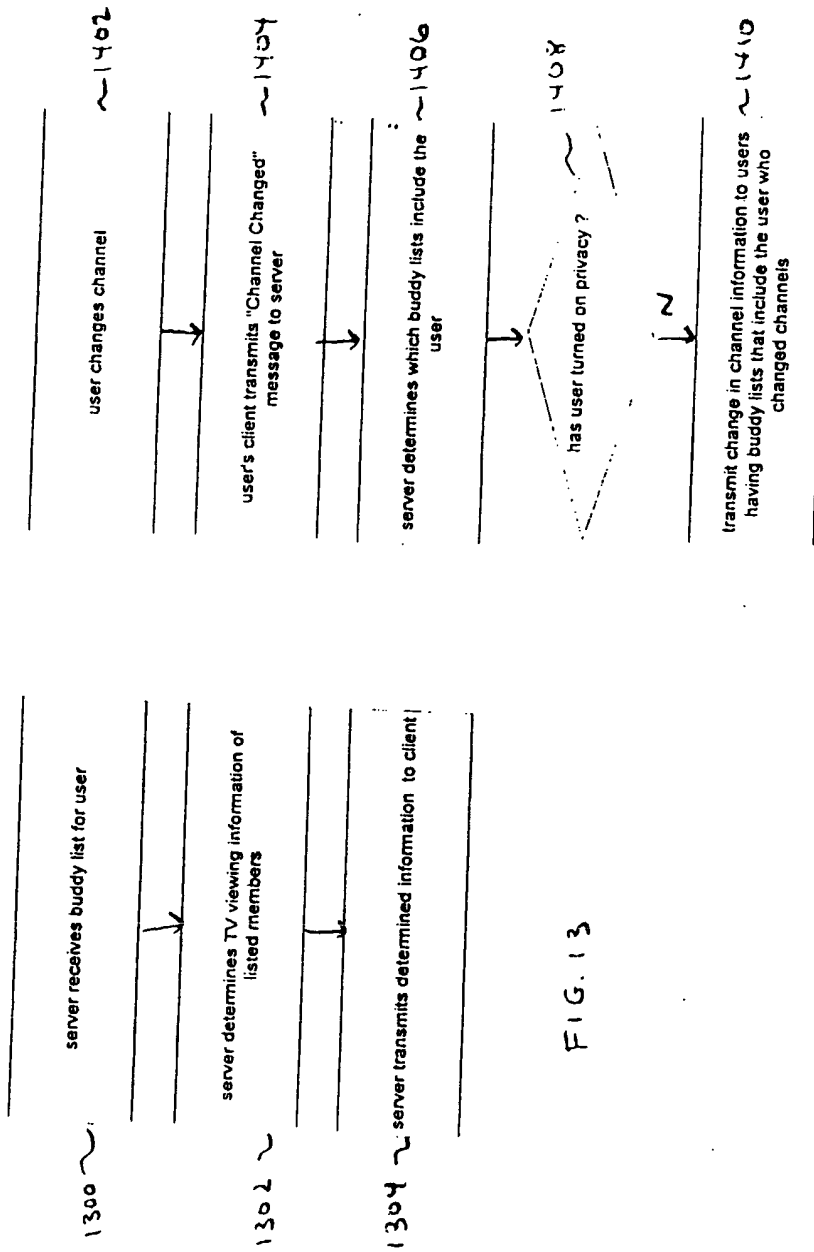 1300
server receives buddy list for user
1302
server determines TV viewing information of
listed members
1304
server transmits determined information to client
FIG. 13
user changes channel
1402
user's client transmits "Channel Changed"
message to server
1404
server determines which buddy lists include the
user
1406
has user turned on privacy ?
1408
N
transmit change in channel information to users
having buddy lists that include the user who
changed channels
1410